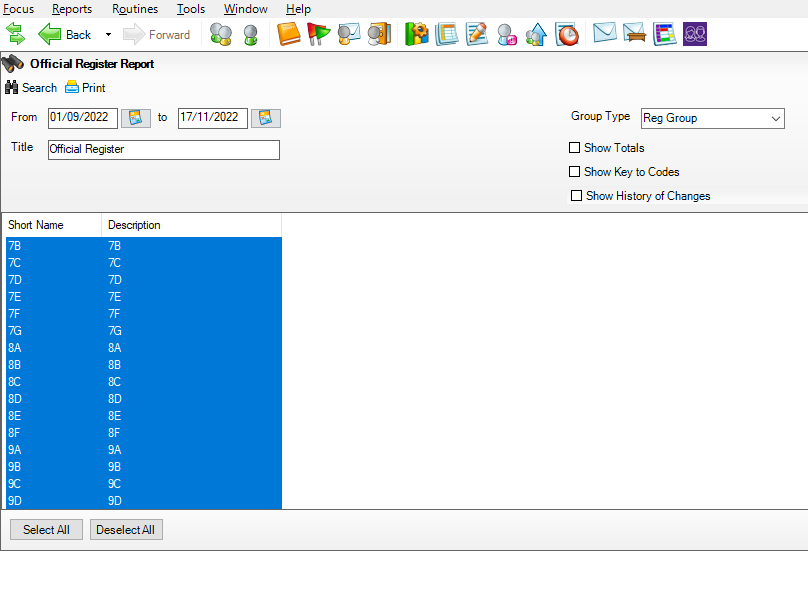 Focus Reports Routines Tools Window Help
Back Forward
Official Register Report
Search Print
From 01/09/2022 to 17/11/2022 Group Type Reg Group
Title Official Register Show Totals
Show Key to Codes
Show History of Changes
Short Name Description
7B 7B
7C 7C
7D 7D
7E 7E
7F 7F
7G 7G
8A 8A
8B 8B
8C 8C
8D 8D
8E 8E
8F 8F
9A 9A
9B 9B
9C 9C
9D 9D
Select All Deselect All